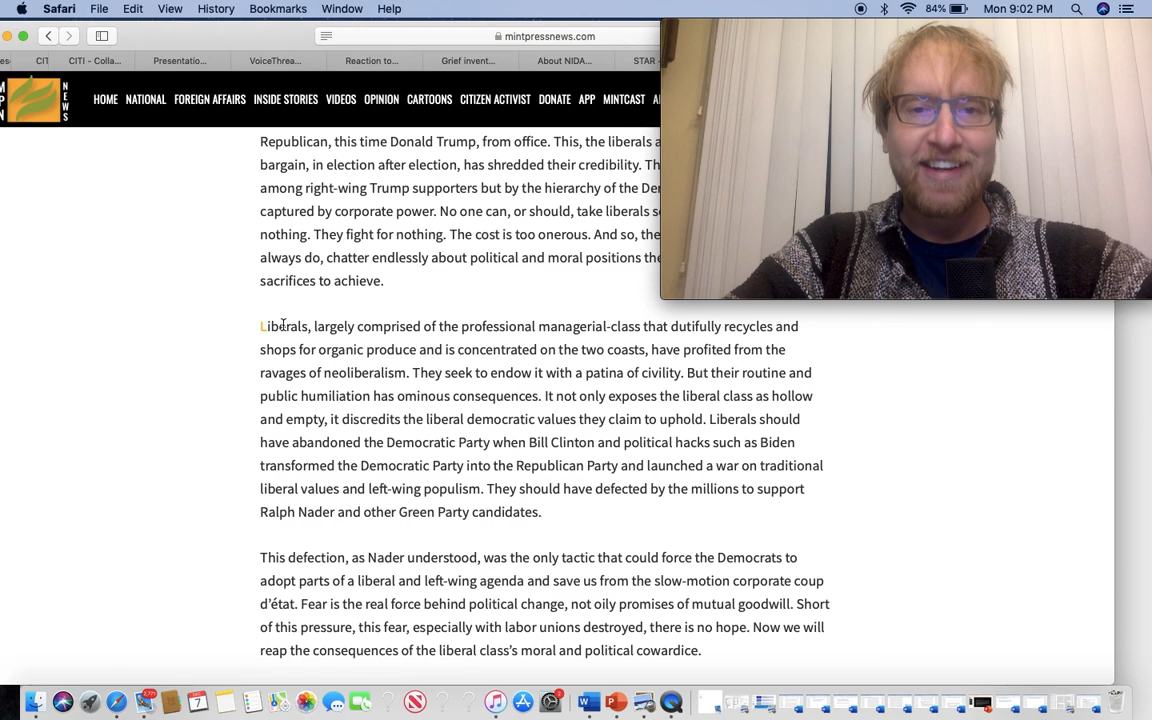 Safari File Edit View History Bookmarks Window Help 84% Mon 9:02 PM
mintpressnews.com
CIT CITI - Colla... Presentatio... VoiceThrea... Reaction to... Grief invent... About NIDA... STAR -
MPN NEWS HOME NATIONAL FOREIGN AFFAIRS INSIDE STORIES VIDEOS OPINION CARTOONS CITIZEN ACTIVIST DONATE APP MINTCAST
Republican, this time Donald Trump, from office. This, the liberals
bargain, in election after election, has shredded their credibility.
among right-wing Trump supporters but by the hierarchy of the
captured by corporate power. No one can, or should, take liberals
nothing. They fight for nothing. The cost is too onerous. And so,
always do, chatter endlessly about political and moral positions
sacrifices to achieve.
Liberals, largely comprised of the professional managerial-class that dutifully recycles and
shops for organic produce and is concentrated on the two coasts, have profited from the
ravages of neoliberalism. They seek to endow it with a patina of civility. But their routine and
public humiliation has ominous consequences. It not only exposes the liberal class as hollow
and empty, it discredits the liberal democratic values they claim to uphold. Liberals should
have abandoned the Democratic Party when Bill Clinton and political hacks such as Biden
transformed the Democratic Party into the Republican Party and launched a war on traditional
liberal values and left-wing populism. They should have defected by the millions to support
Ralph Nader and other Green Party candidates.
This defection, as Nader understood, was the only tactic that could force the Democrats to
adopt parts of a liberal and left-wing agenda and save us from the slow-motion corporate coup
d’état. Fear is the real force behind political change, not oily promises of mutual goodwill. Short
of this pressure, this fear, especially with labor unions destroyed, there is no hope. Now we will
reap the consequences of the liberal class’s moral and political cowardice.